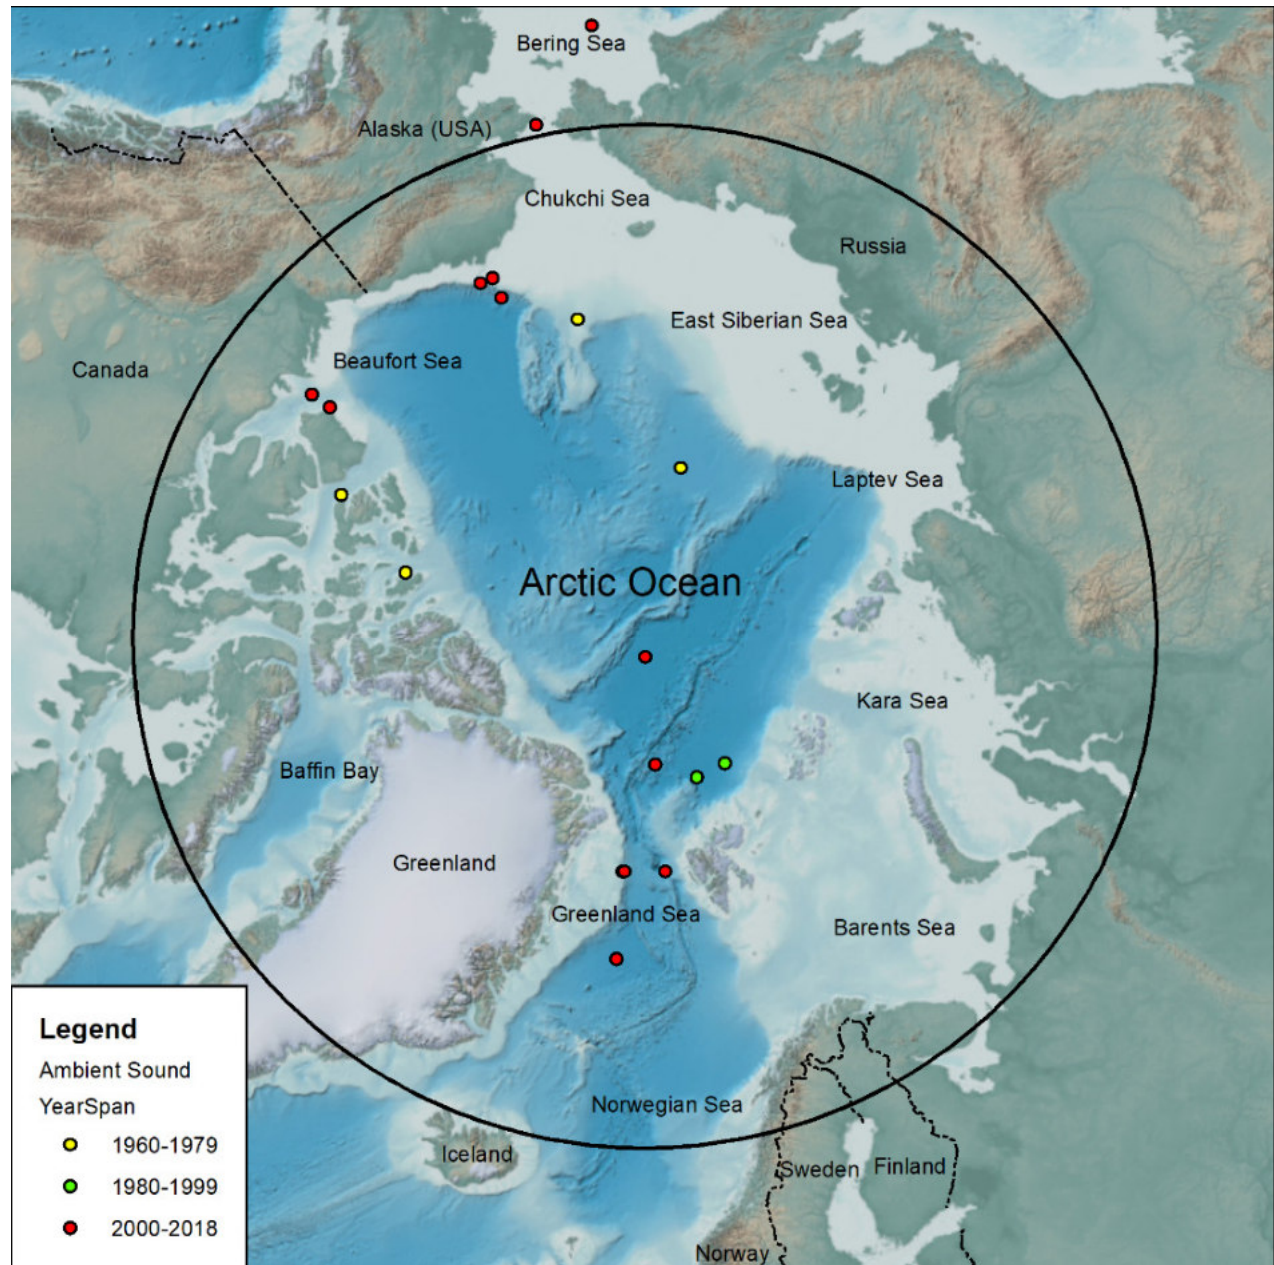 Bering Sea
Alaska (USA)
Chukchi Sea
Russia
East Siberian Sea
Beaufort Sea
Canada
Laptev Sea
Arctic Ocean
Kara Sea
Baffin Bay
Greenland
Greenland Sea
Barents Sea
Norwegian Sea
Iceland
Sweden
Finland
Norway
Legend
Ambient Sound
YearSpan
1960-1979
1980-1999
2000-2018